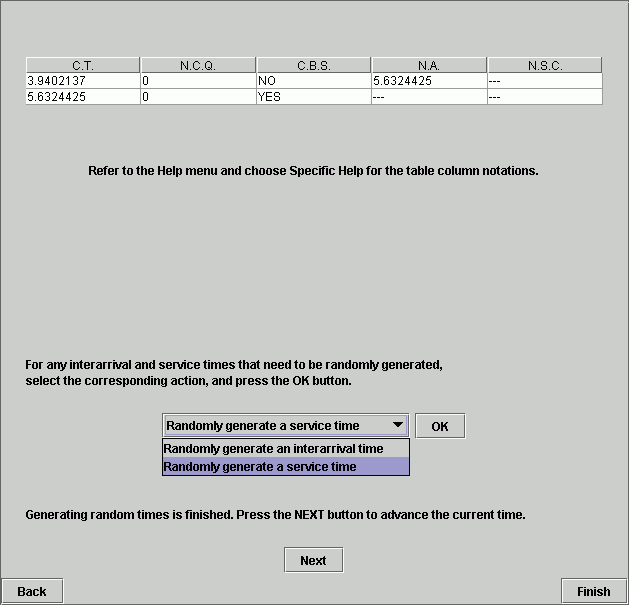 C.T. N.C.Q. C.B.S. N.A. N.S.C.
3.9402137 0 NO 5.6324425 ---
5.6324425 0 YES --- ---
Refer to the Help menu and choose Specific Help for the table column notations.
For any interarrival and service times that need to be randomly generated,
select the corresponding action, and press the OK button.
Randomly generate a service time OK
Randomly generate an interarrival time
Randomly generate a service time
Generating random times is finished. Press the NEXT button to advance the current time.
Next
Back Finish